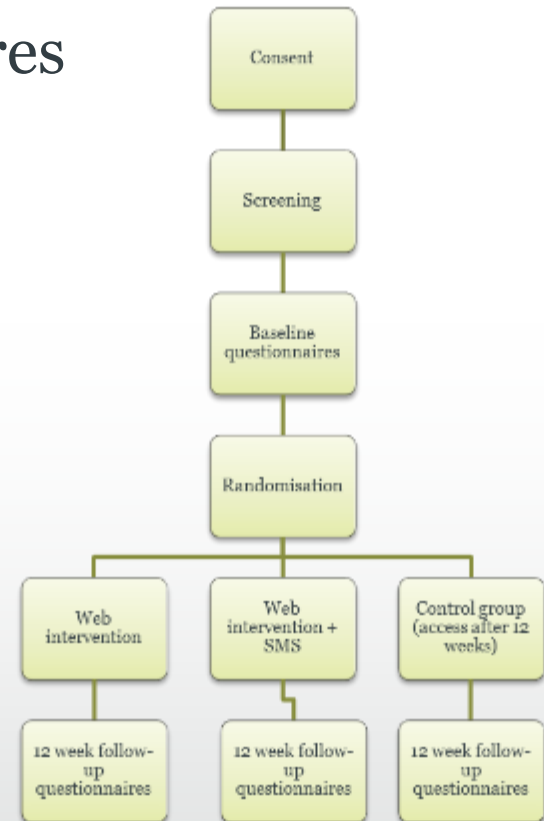 res
Consent
Screening
Baseline
questionnaires
Randomisation
Web
intervention
Web
intervention +
SMS
Control group
(access after 12
weeks)
12 week follow-
up
questionnaires
12 week follow-
up
questionnaires
12 week follow-
up
questionnaires